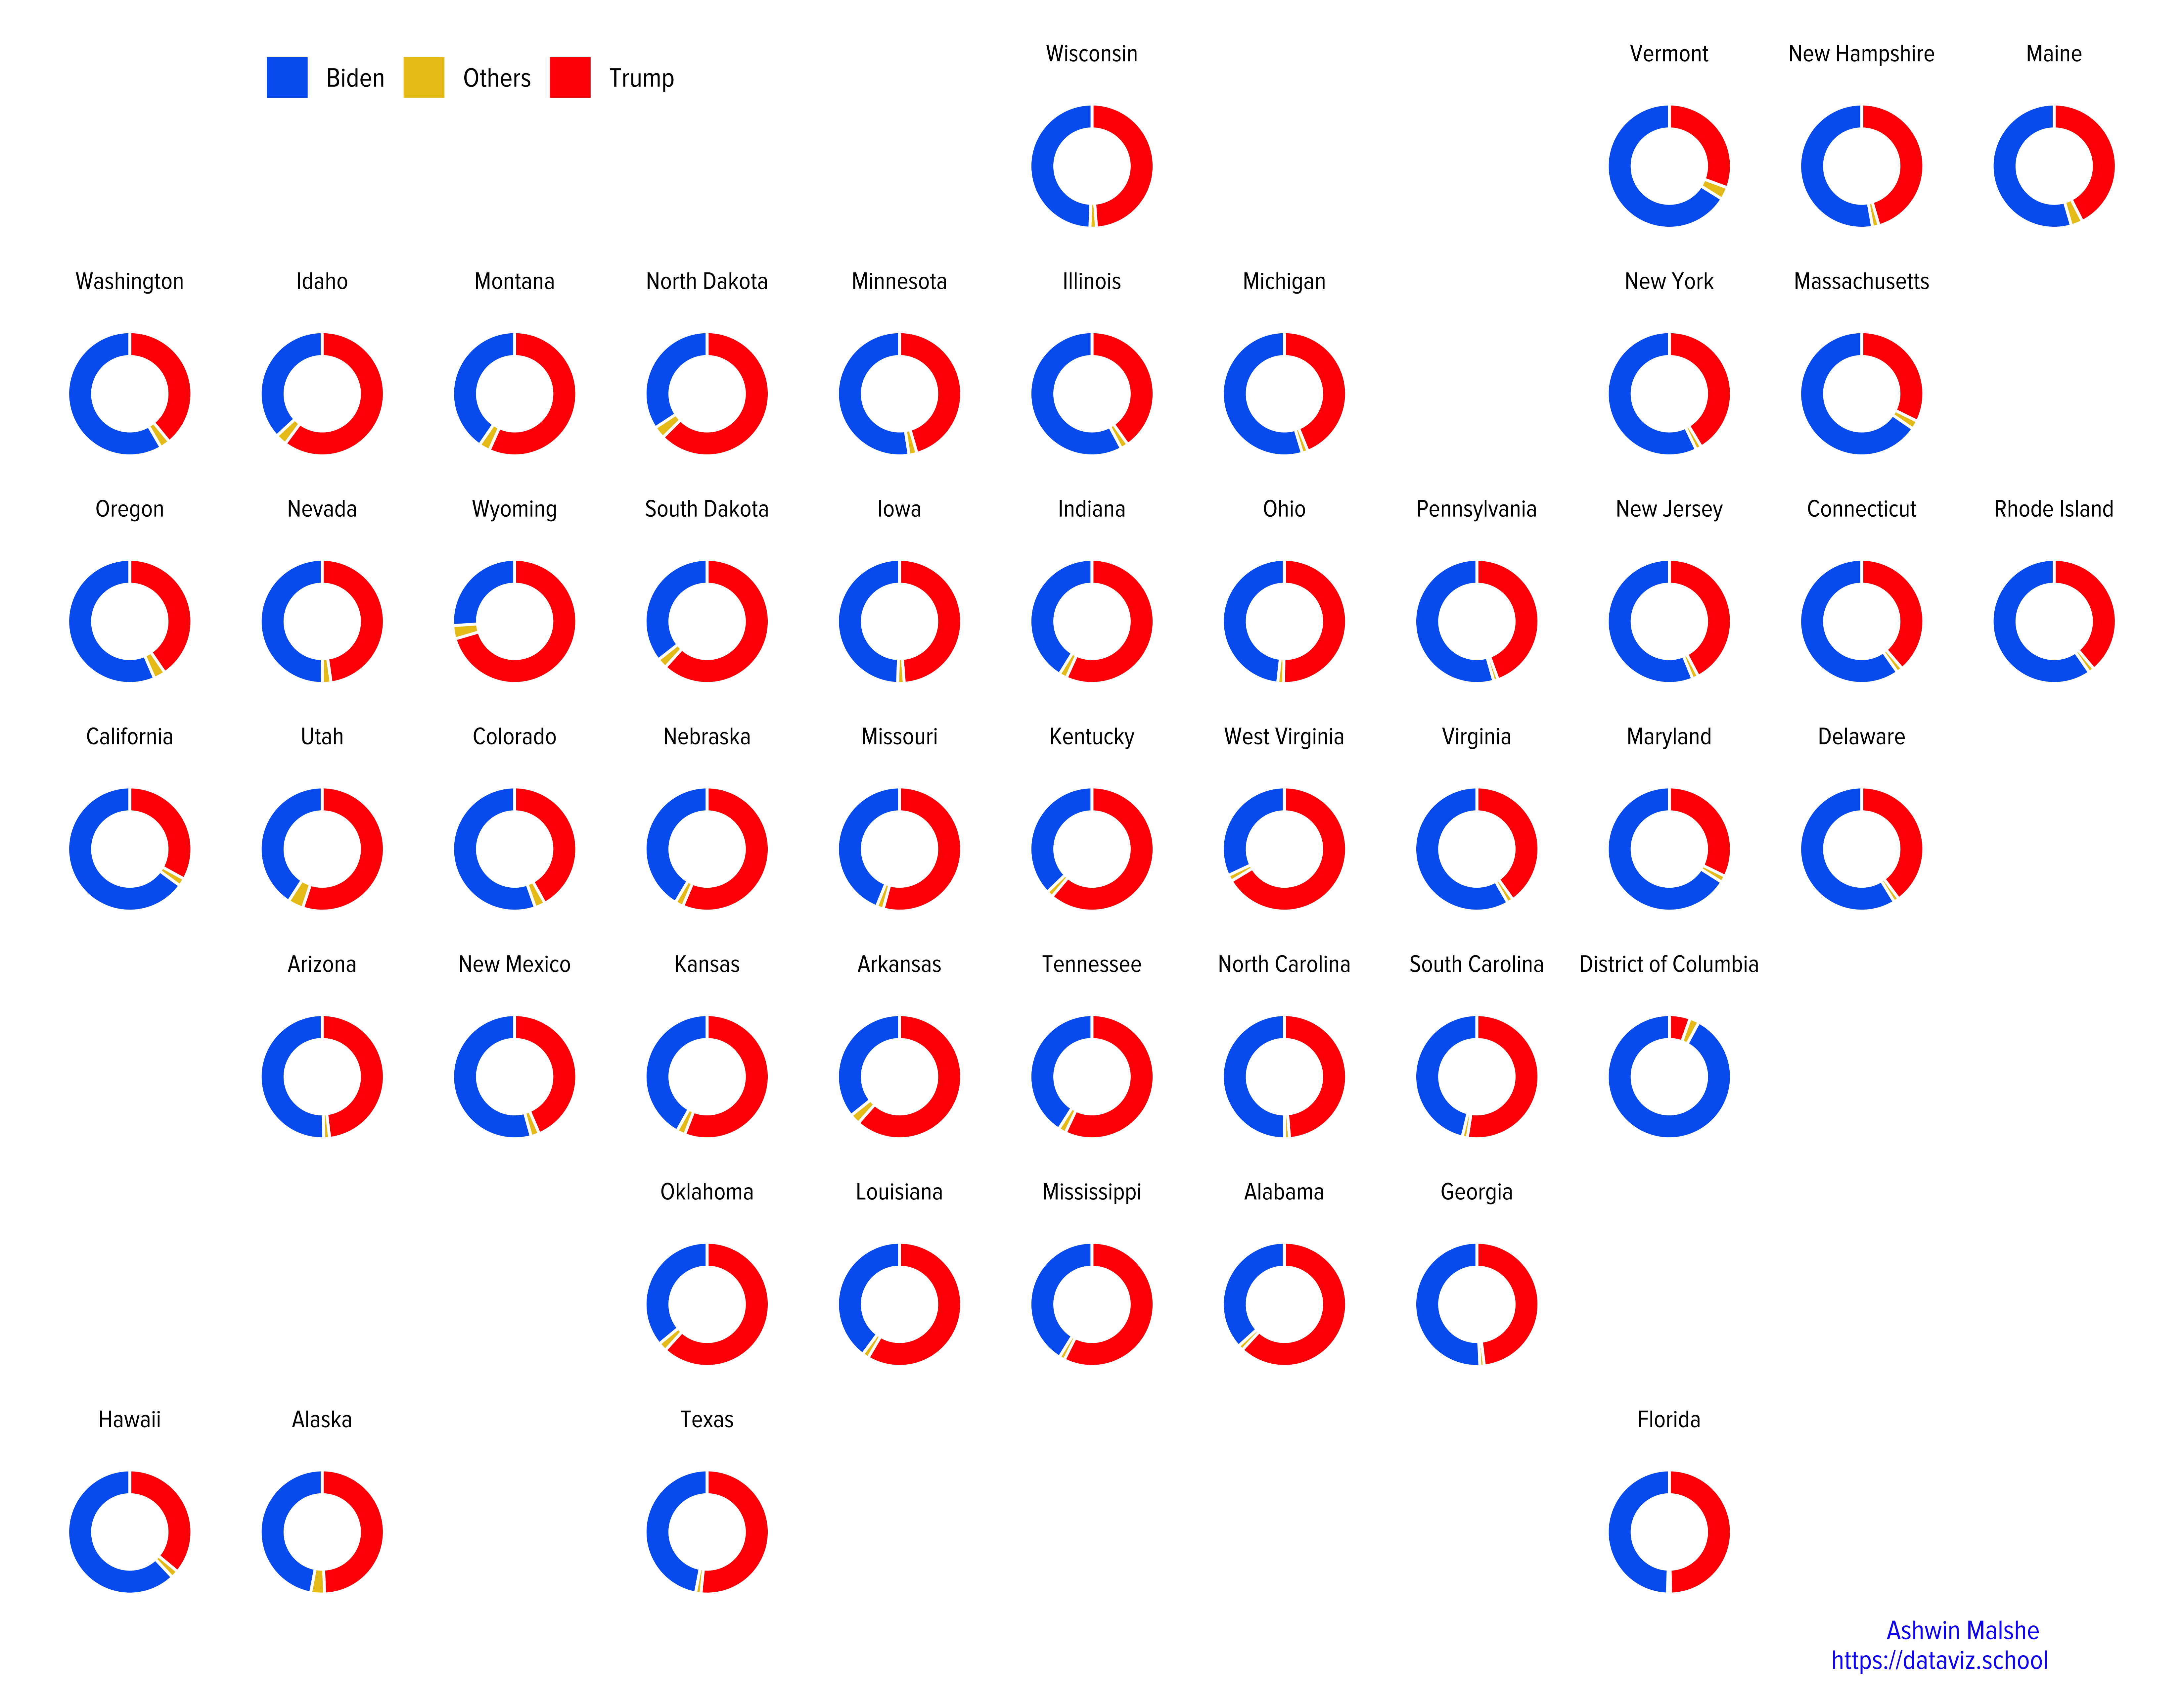 Biden Others Trump
Wisconsin Vermont New Hampshire Maine
Washington Idaho Montana North Dakota Minnesota Illinois Michigan New York Massachusetts
Oregon Nevada Wyoming South Dakota Iowa Indiana Ohio Pennsylvania New Jersey Connecticut Rhode Island
California Utah Colorado Nebraska Missouri Kentucky West Virginia Virginia Maryland Delaware
Arizona New Mexico Kansas Arkansas Tennessee North Carolina South Carolina District of Columbia
Oklahoma Louisiana Mississippi Alabama Georgia
Hawaii Alaska Texas Florida
Ashwin Malshe
https://dataviz.school